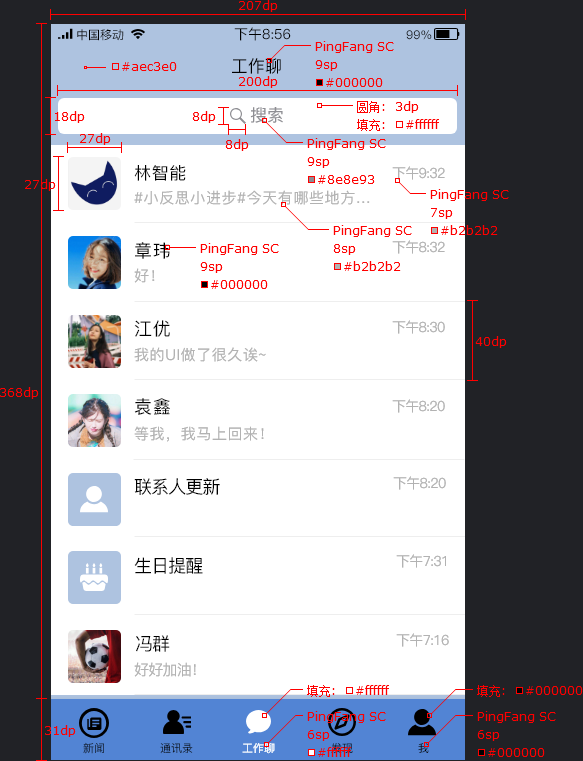 207dp
中国移动
下午8:56
99%
PingFang SC
9sp
#000000
#aec3e0
工作聊
200dp
18dp
8dp
搜索
圆角: 3dp
填充: #ffffff
8dp
PingFang SC
9sp
#8e8e93
27dp
27dp
林智能
下午9:32
#小反思小进步#今天有哪些地方...
PingFang SC
7sp
#b2b2b2
PingFang SC
8sp
#b2b2b2
章玮
下午8:32
好！
PingFang SC
9sp
#000000
江优
下午8:30
我的UI做了很久诶~
40dp
368dp
袁鑫
下午8:20
等我，我马上回来！
联系人更新
下午8:20
生日提醒
下午7:31
冯群
下午7:16
好好加油！
填充: #ffffff
填充: #000000
31dp
PingFang SC
6sp
#ffffff
PingFang SC
6sp
#000000
新闻
通讯录
工作聊
发现
我